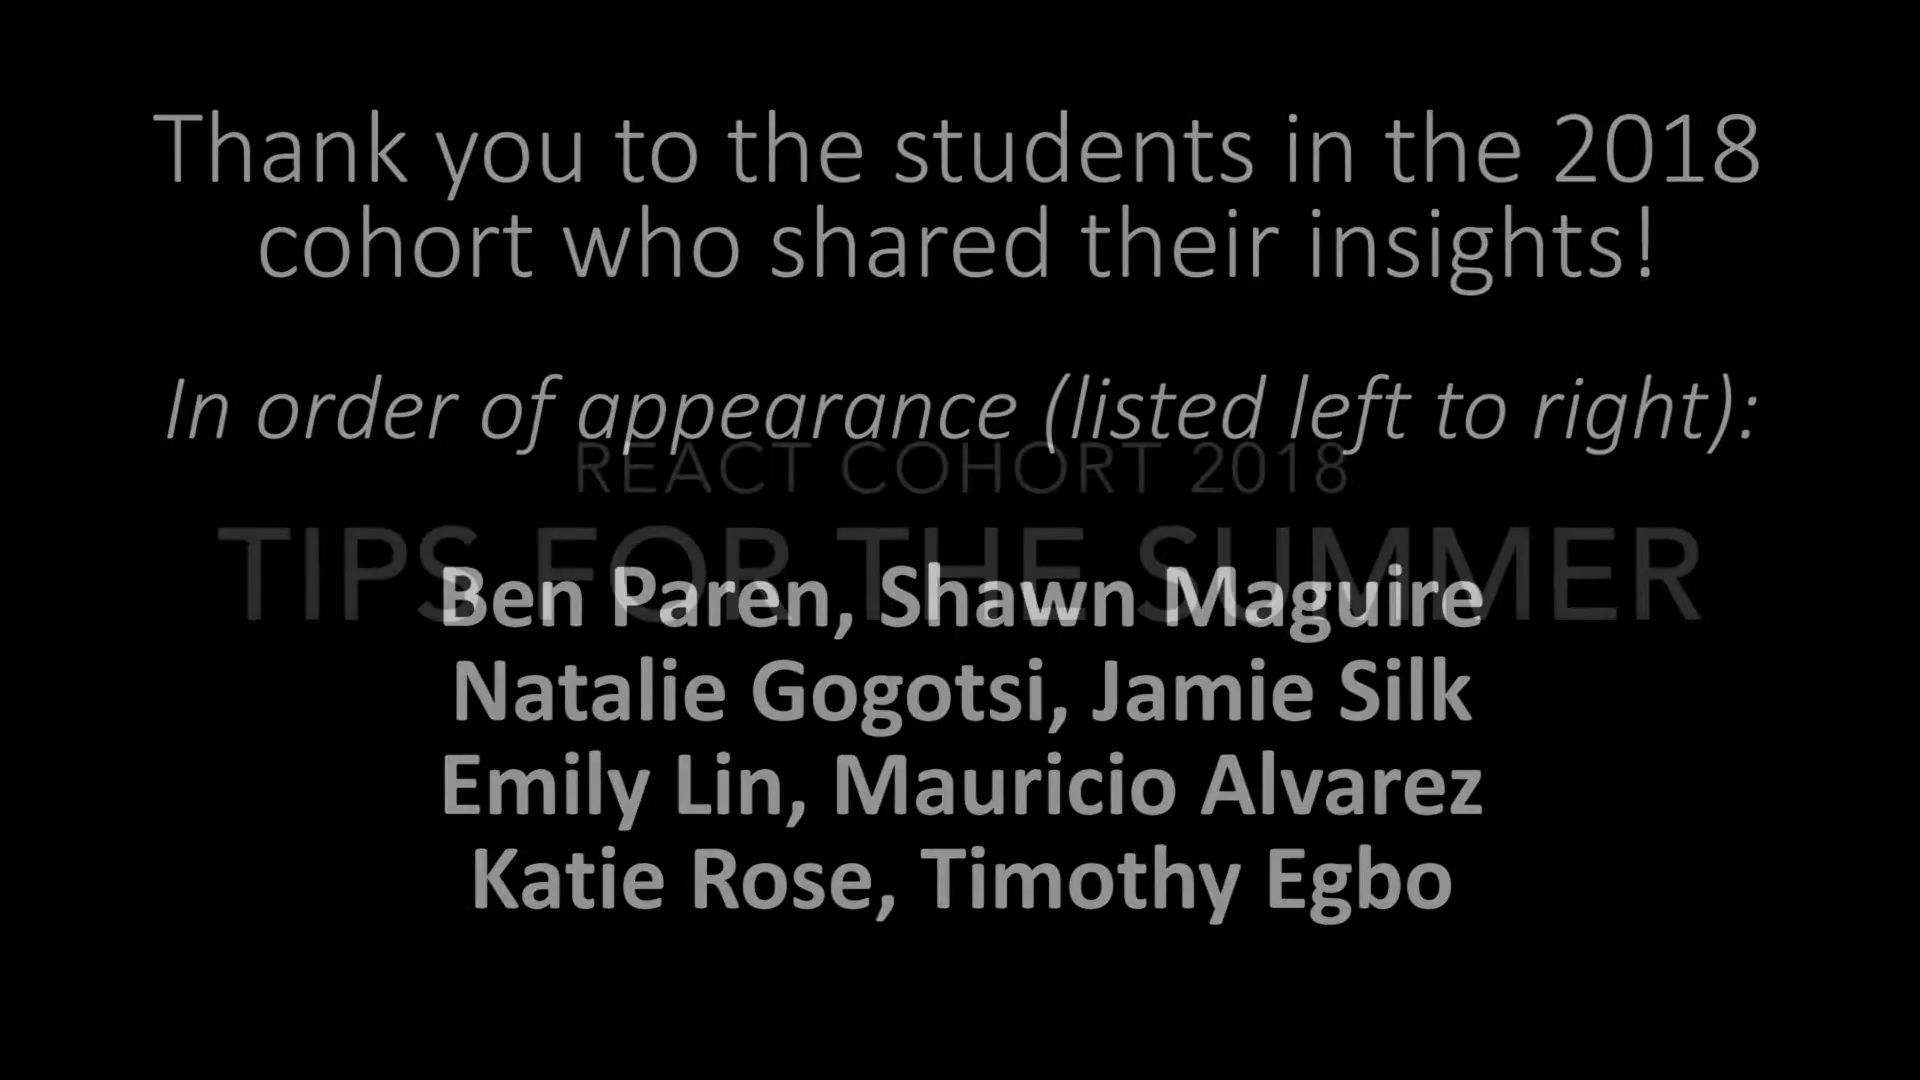 Thank you to the students in the 2018
cohort who shared their insights!
In order of appearance (listed left to right):
REACT COHORT 2018
TIPS FOR THE SUMMER
Ben Paren, Shawn Maguire
Natalie Gogotsi, Jamie Silk
Emily Lin, Mauricio Alvarez
Katie Rose, Timothy Egbo